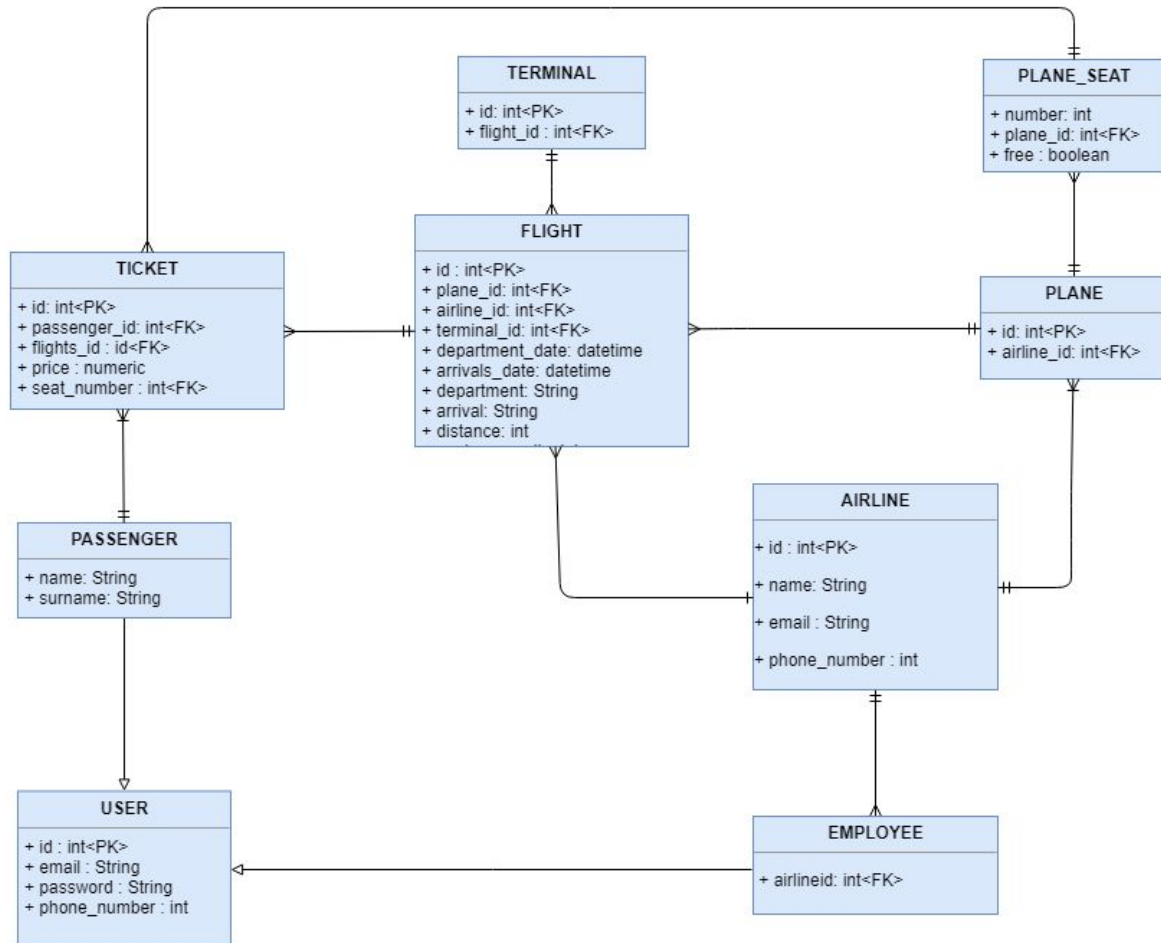 TERMINAL
+ id: int<PK>
+ flight_id : int<FK>
PLANE_SEAT
+ number: int
+ plane_id: int<FK>
+ free : boolean
TICKET
+ id: int<PK>
+ passenger_id: int<FK>
+ flights_id : id<FK>
+ price : numeric
+ seat_number : int<FK>
FLIGHT
+ id : int<PK>
+ plane_id: int<FK>
+ airline_id: int<FK>
+ terminal_id: int<FK>
+ department_date: datetime
+ arrivals_date: datetime
+ department: String
+ arrival: String
+ distance: int
PLANE
+ id: int<PK>
+ airline_id: int<FK>
PASSENGER
+ name: String
+ surname: String
AIRLINE
+ id : int<PK>
+ name: String
+ email : String
+ phone_number : int
USER
+ id : int<PK>
+ email : String
+ password : String
+ phone_number : int
EMPLOYEE
+ airlineid: int<FK>